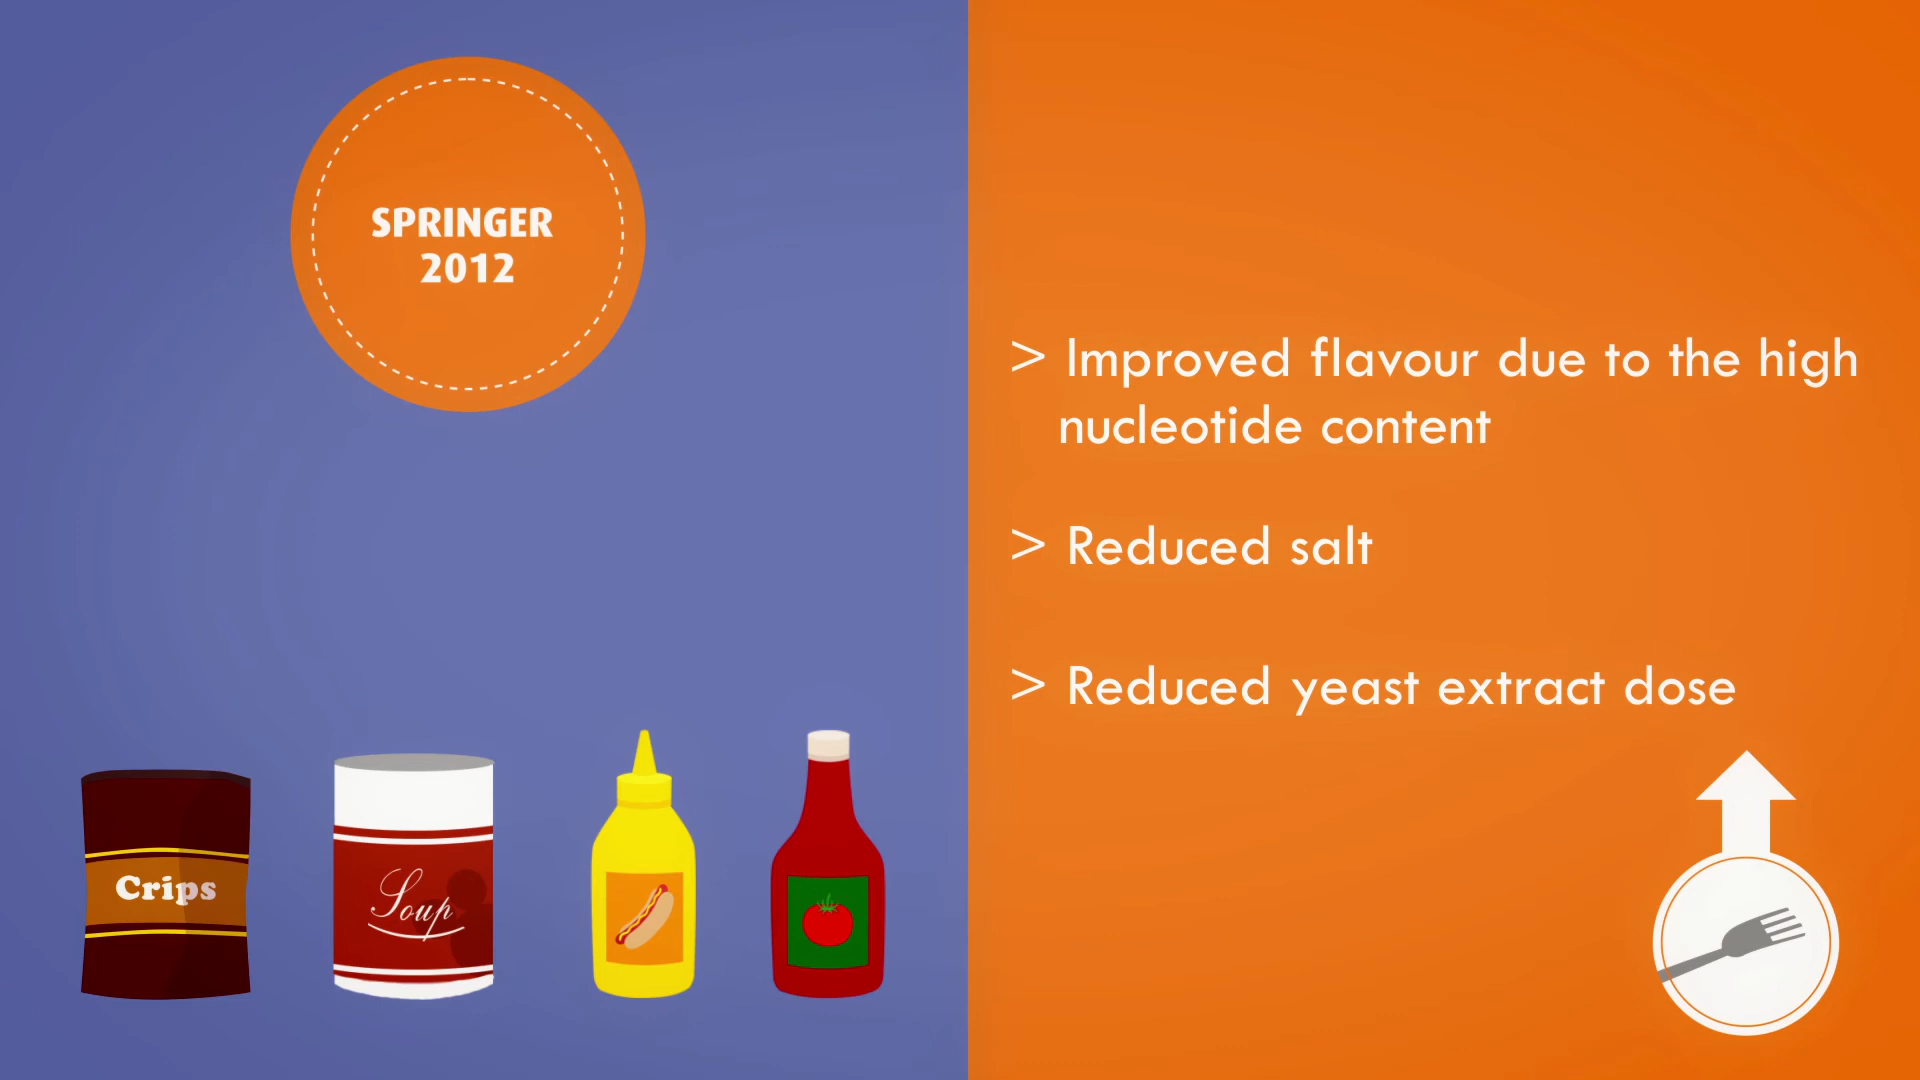 SPRINGER
2012
> Improved flavour due to the high
nucleotide content
> Reduced salt
> Reduced yeast extract dose
Crips
Soup